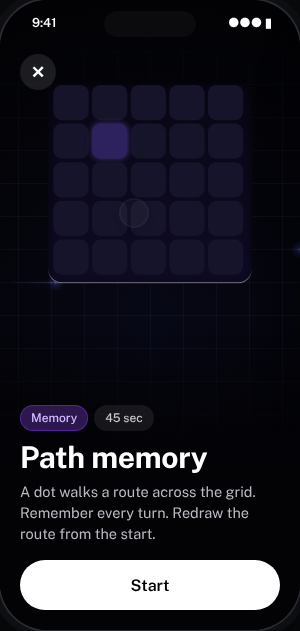 9:41
Memory
45 sec
Path memory
A dot walks a route across the grid.
Remember every turn. Redraw the
route from the start.
Start